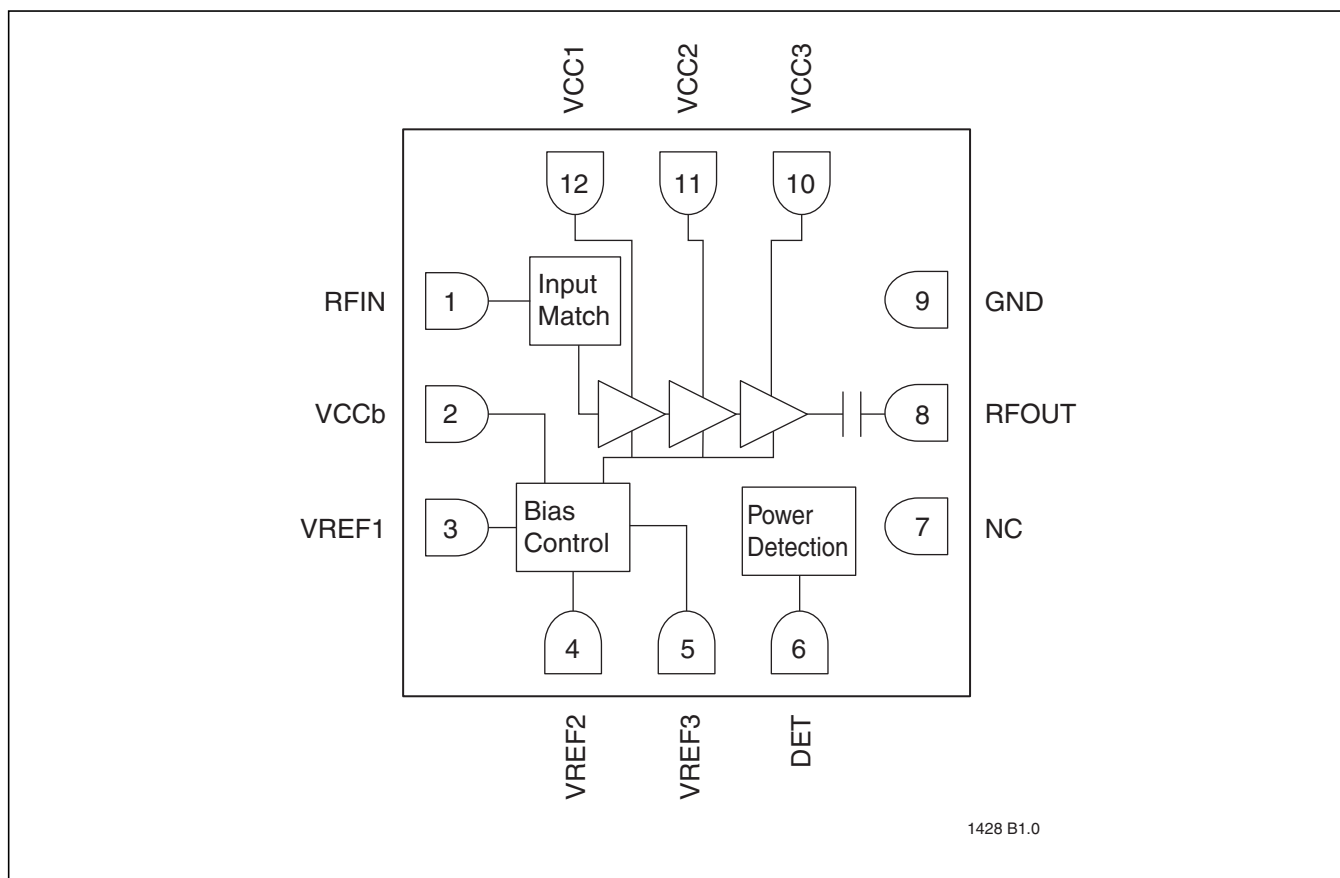 VCC1
VCC2
VCC3
12
11
10
RFIN
1
Input
Match
9
GND
VCCb
2
8
RFOUT
VREF1
3
Bias
Control
Power
Detection
7
NC
4
5
6
VREF2
VREF3
DET
1428 B1.0